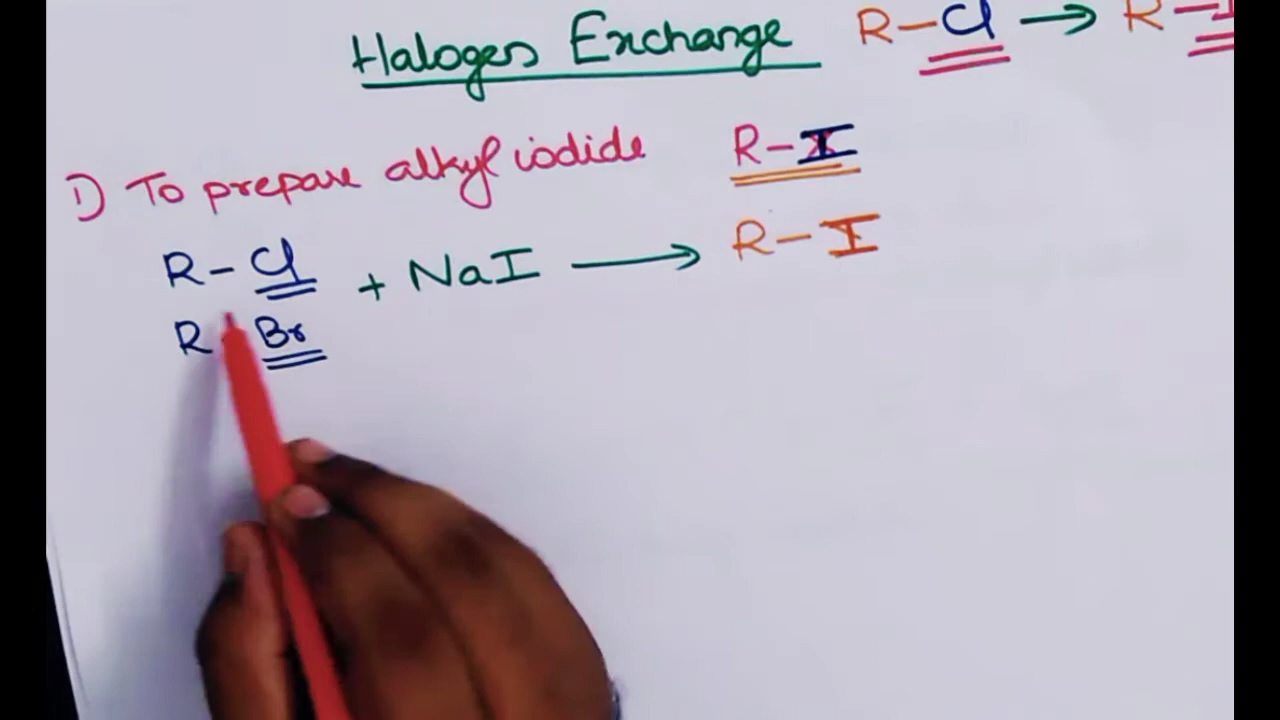 Halogen Exchange R-Cl → R-I
1) To prepare alkyl iodide R-I
R-Cl + NaI → R-I
R Br